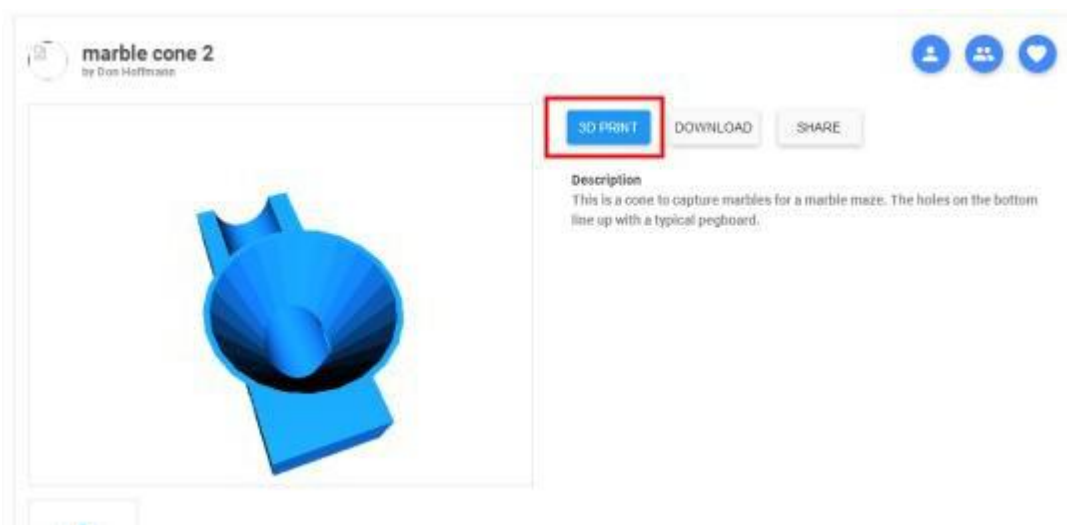 marble cone 2
by Don Hoffmann
3D PRINT
DOWNLOAD
SHARE
Description
This is a cone to capture marbles for a marble maze. The holes on the bottom
line up with a typical pegboard.